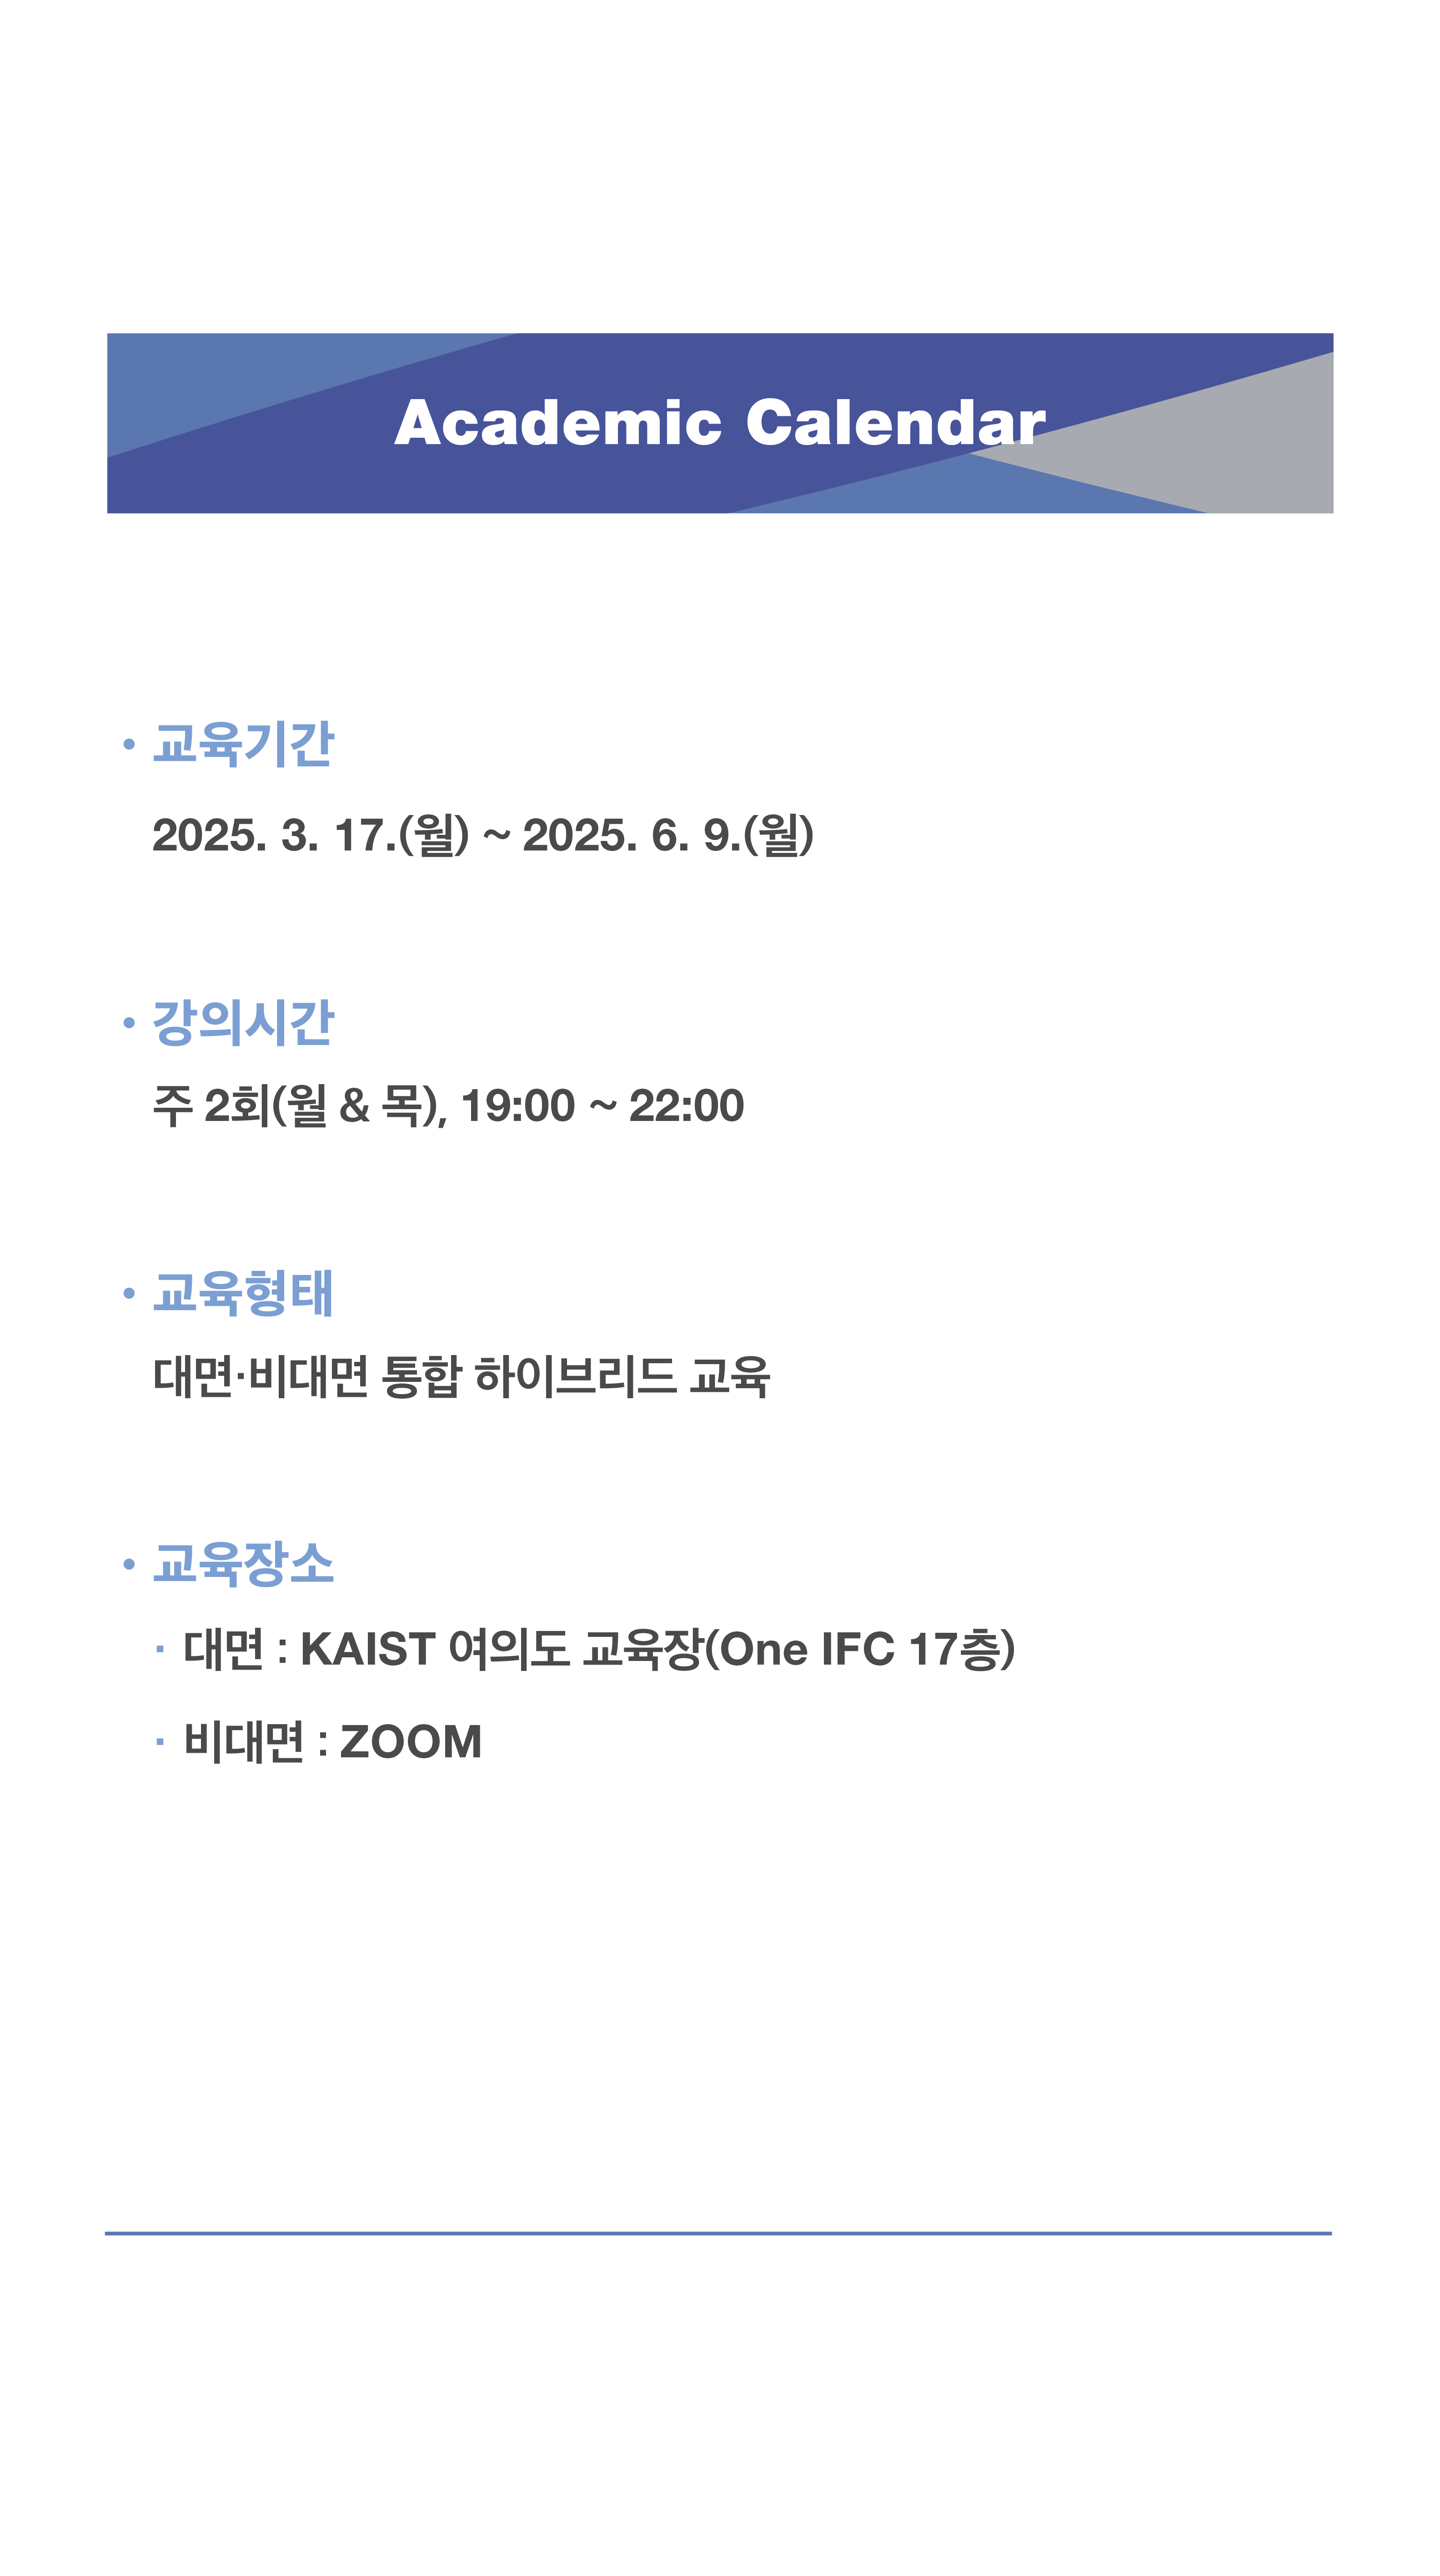 Academic Calendar
• 교육기간
2025. 3. 17.(월) ~ 2025. 6. 9.(월)
• 강의시간
주 2회(월 & 목), 19:00 ~ 22:00
• 교육형태
대면·비대면 통합 하이브리드 교육
• 교육장소
· 대면 : KAIST 여의도 교육장(One IFC 17층)
· 비대면 : ZOOM